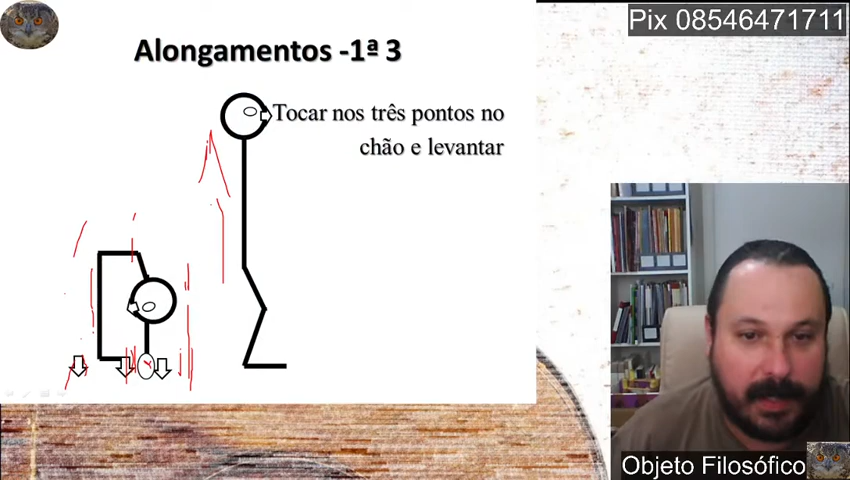 Pix 08546471711
Alongamentos -1ª 3
Tocar nos três pontos no
chão e levantar
Objeto Filosófico